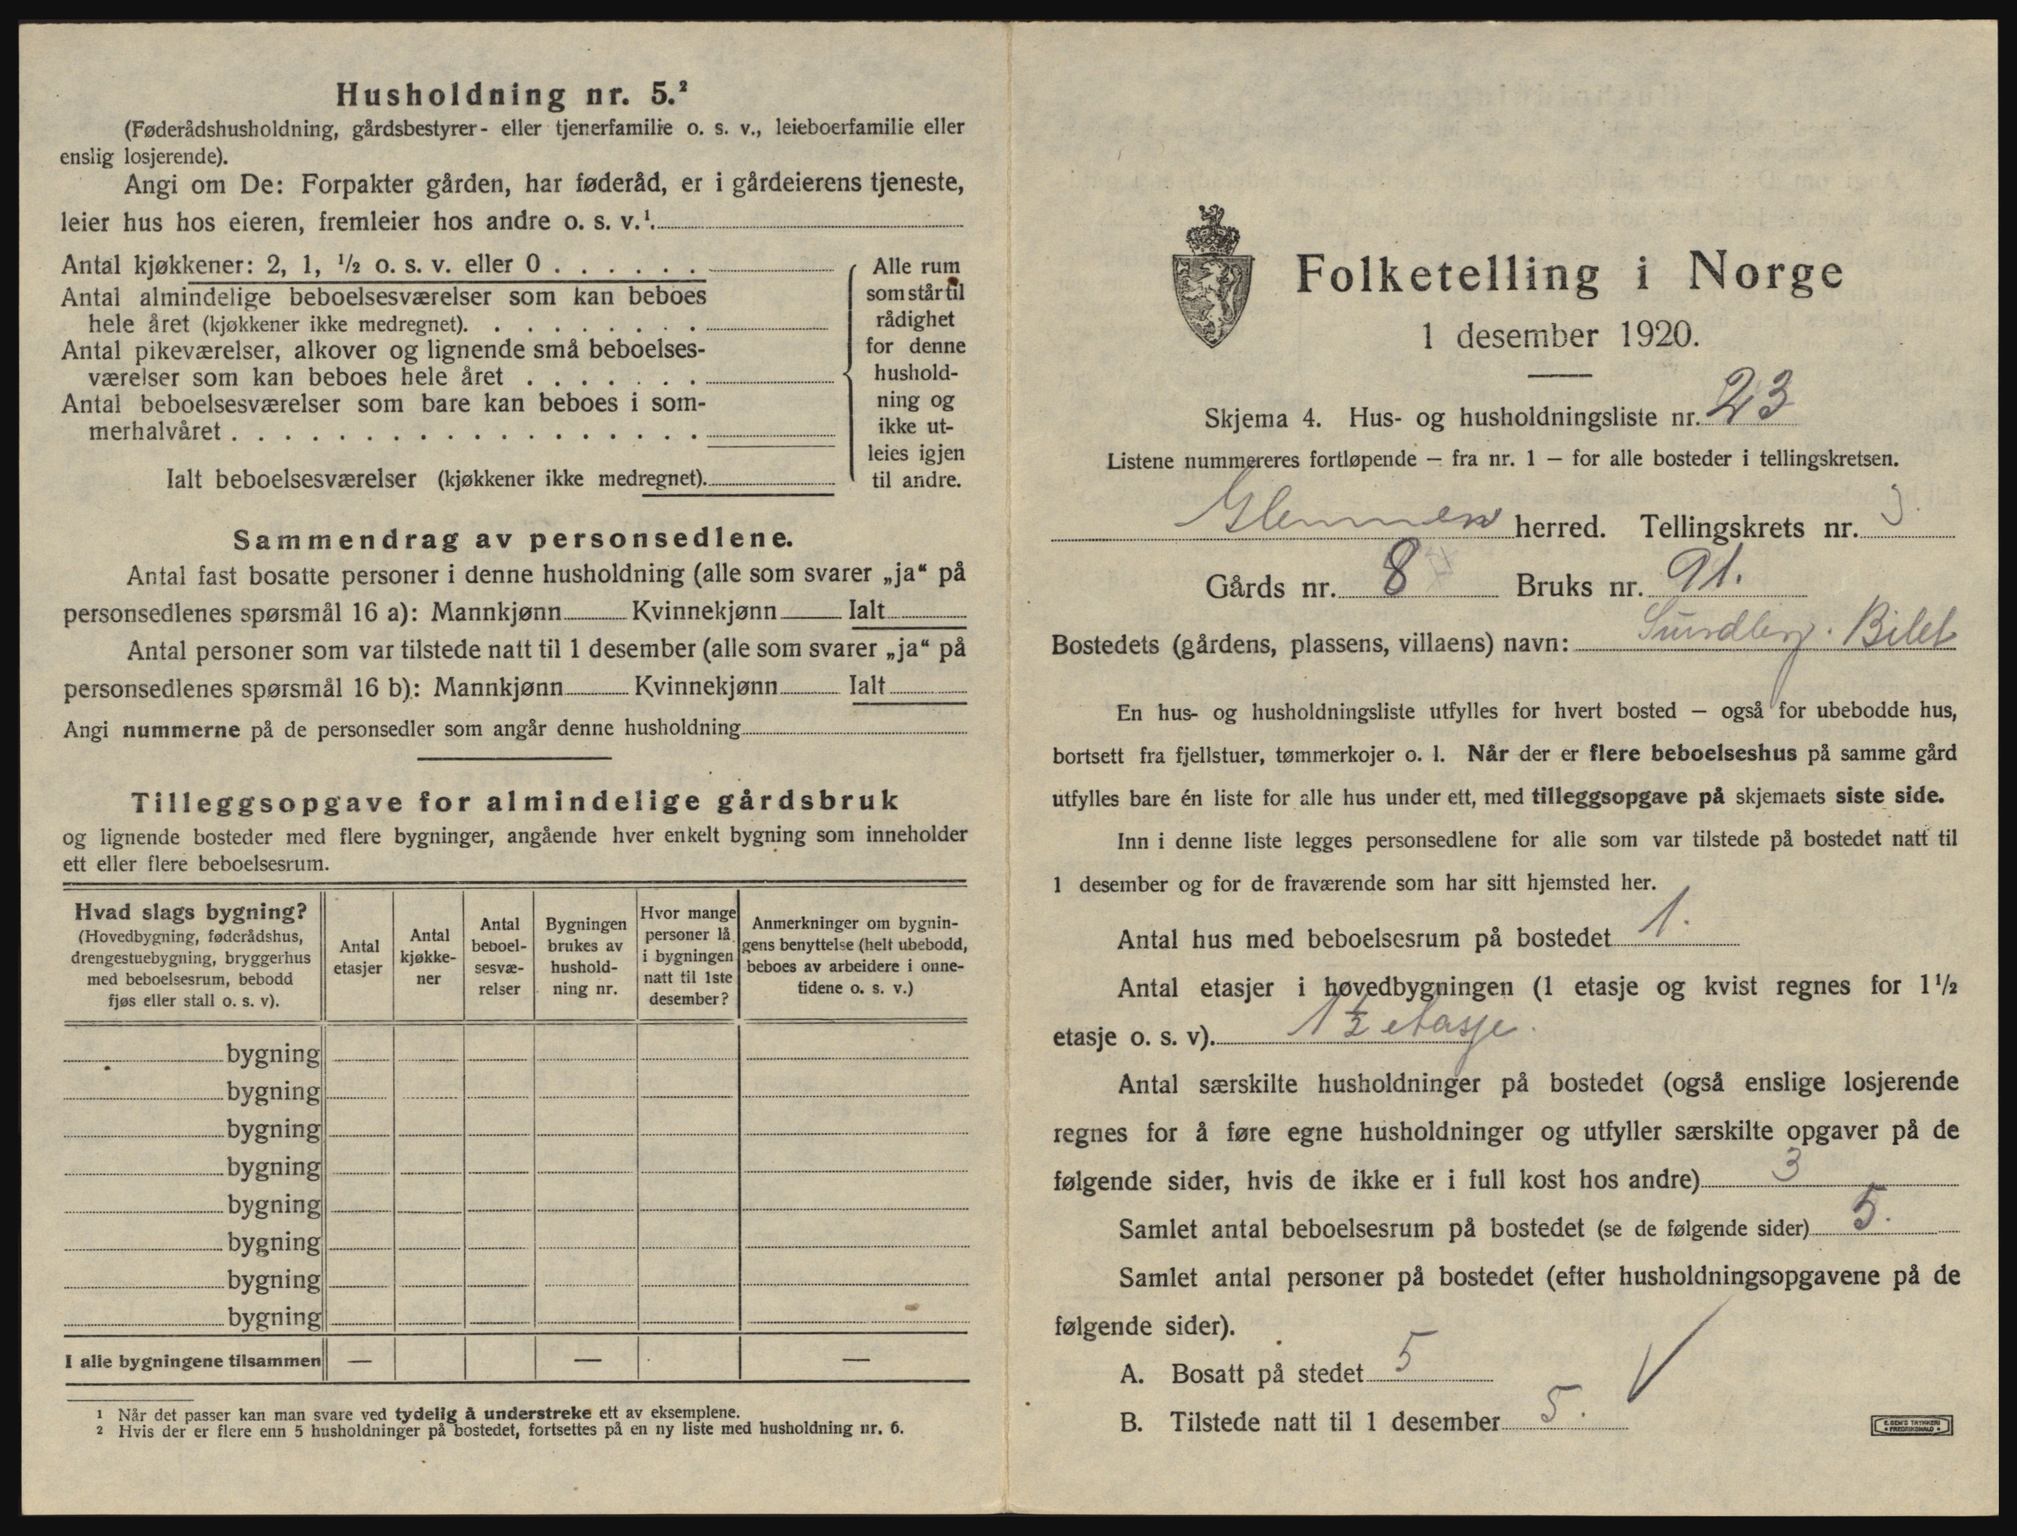 Husholdning nr. 5.²
(Føderådshusholdning, gårdsbestyrer- eller tjenerfamilie o. s. v., leieboerfamilie eller
enslig losjerende).
Angi om De: Forpakter gården, har føderåd, er i gårdeierens tjeneste,
leier hus hos eieren, fremleier hos andre o. s. v.¹.
Antal kjøkkener: 2, 1, ½ o. s. v. eller 0 . . . . . .
Antal almindelige beboelsesværelser som kan beboes
hele året (kjøkkener ikke medregnet). . . . . . . . .
Antal pikeværelser, alkover og lignende små beboelses-
værelser som kan beboes hele året . . . . . . .
Antal beboelsesværelser som bare kan beboes i som-
merhalvåret . . . . . . . . . . . . . . . . . .
Ialt beboelsesværelser (kjøkkener ikke medregnet).
Alle rum
som står til
rådighet
for denne
hushold-
ning og
ikke ut-
leies igjen
til andre.
Sammendrag av personsedlene.
Antal fast bosatte personer i denne husholdning (alle som svarer „ja“ på
personsedlenes spørsmål 16 a): Mannkjønn Kvinnekjønn Ialt
Antal personer som var tilstede natt til 1 desember (alle som svarer „ja“ på
personsedlenes spørsmål 16 b): Mannkjønn Kvinnekjønn Ialt
Angi nummerne på de personsedler som angår denne husholdning
Tilleggsopgave for almindelige gårdsbruk
og lignende bosteder med flere bygninger, angående hver enkelt bygning som inneholder
ett eller flere beboelsesrum.
Hvad slags bygning?
(Hovedbygning, føderådshus,
drengestuebygning, bryggerhus
med beboelsesrum, bebodd
fjøs eller stall o. s. v).
Antal
etasjer
Antal
kjøkke-
ner
Antal
beboel-
sesvæ-
relser
Bygningen
brukes av
hushold-
ning nr.
Hvor mange
personer lå
i bygningen
natt til 1ste
desember?
Anmerkninger om bygnin-
gens benyttelse (helt ubebodd,
beboes av arbeidere i onne-
tidene o. s. v.)
bygning
bygning
bygning
bygning
bygning
bygning
bygning
bygning
I alle bygningene tilsammen — — —
¹ Når det passer kan man svare ved tydelig å understreke ett av eksemplene.
² Hvis der er flere enn 5 husholdninger på bostedet, fortsettes på en ny liste med husholdning nr. 6.
Folketelling i Norge
1 desember 1920.
Skjema 4. Hus- og husholdningsliste nr. 23
Listene nummereres fortløpende — fra nr. 1 — for alle bosteder i tellingskretsen.
Glemmen herred. Tellingskrets nr. 3.
Gårds nr. 8 Bruks nr. 91.
Bostedets (gårdens, plassens, villaens) navn: Sundberg. Bilet
En hus- og husholdningsliste utfylles for hvert bosted — også for ubebodde hus,
bortsett fra fjellstuer, tømmerkojer o. l. Når der er flere beboelseshus på samme gård
utfylles bare én liste for alle hus under ett, med tilleggsopgave på skjemaets siste side.
Inn i denne liste legges personsedlene for alle som var tilstede på bostedet natt til
1 desember og for de fraværende som har sitt hjemsted her.
Antal hus med beboelsesrum på bostedet 1.
Antal etasjer i hovedbygningen (1 etasje og kvist regnes for 1½
etasje o. s. v). 1½ etasje.
Antal særskilte husholdninger på bostedet (også enslige losjerende
regnes for å føre egne husholdninger og utfyller særskilte opgaver på de
følgende sider, hvis de ikke er i full kost hos andre) 3
Samlet antal beboelsesrum på bostedet (se de følgende sider) 5.
Samlet antal personer på bostedet (efter husholdningsopgavene på de
følgende sider).
A. Bosatt på stedet 5
B. Tilstede natt til 1 desember 5.
E. SEM'S TRYKKERI
• FREDRIKSHALD •